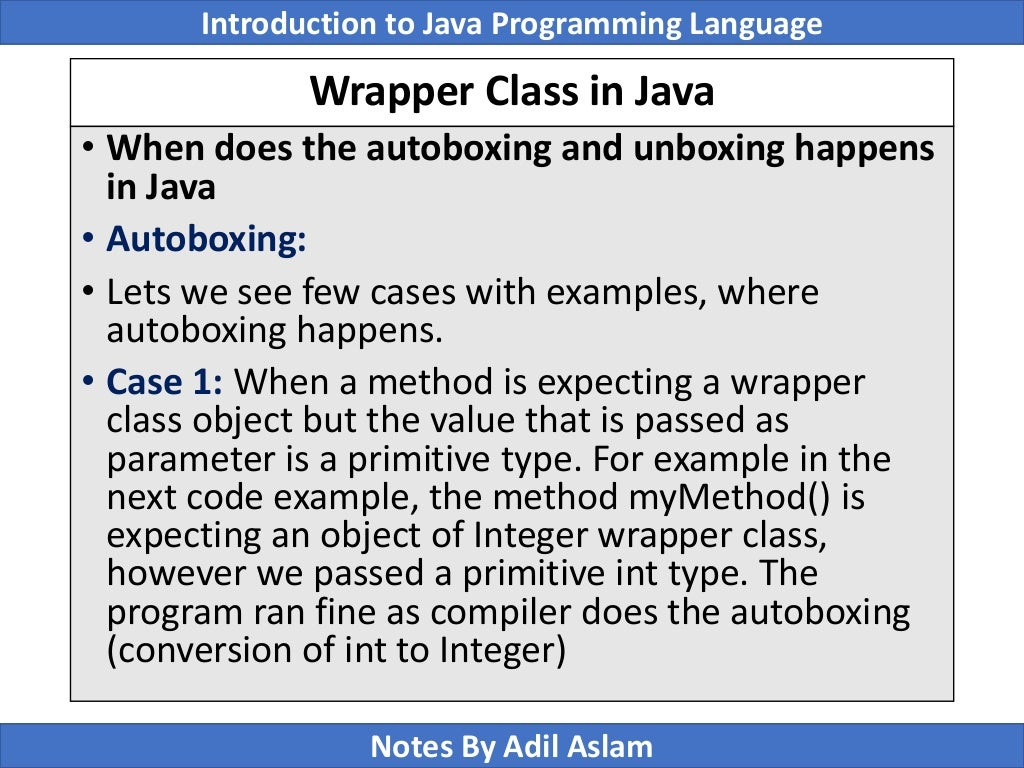 Introduction to Java Programming Language
Wrapper Class in Java
• When does the autoboxing and unboxing happens
in Java
• Autoboxing:
• Lets we see few cases with examples, where
autoboxing happens.
• Case 1: When a method is expecting a wrapper
class object but the value that is passed as
parameter is a primitive type. For example in the
next code example, the method myMethod() is
expecting an object of Integer wrapper class,
however we passed a primitive int type. The
program ran fine as compiler does the autoboxing
(conversion of int to Integer)
Notes By Adil Aslam